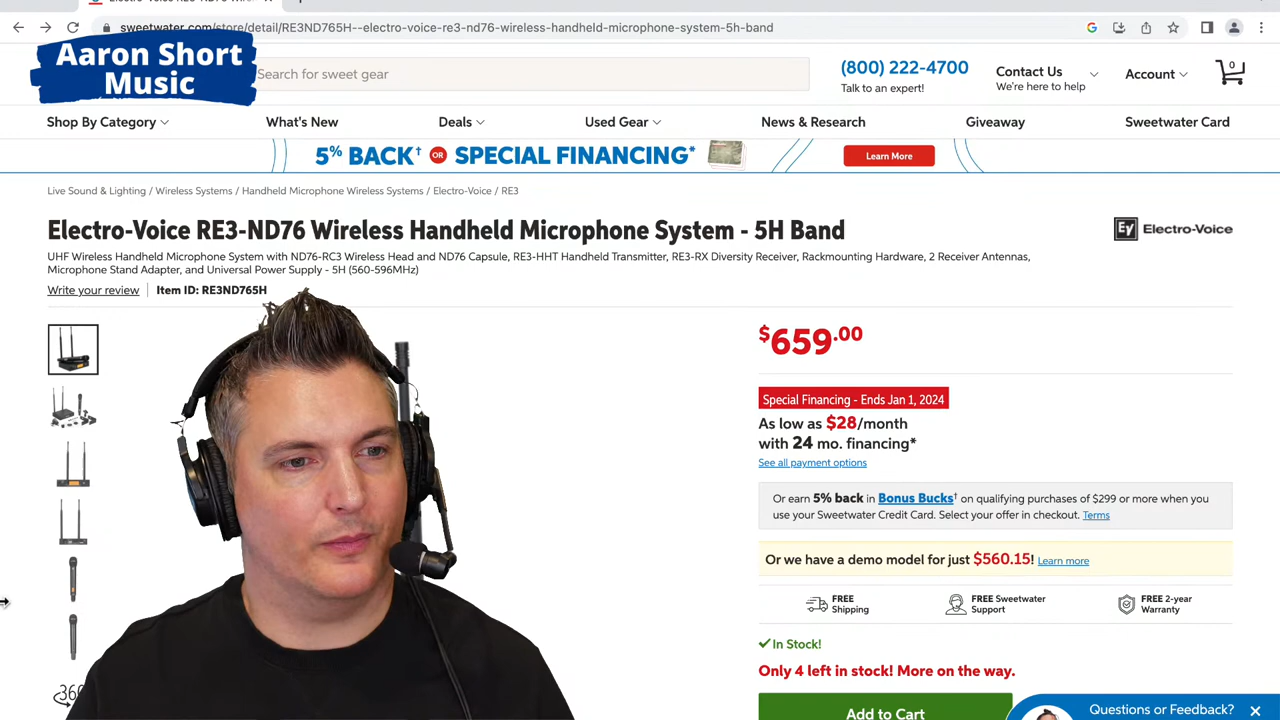 sweetwater.com/store/detail/RE3ND765H--electro-voice-re3-nd76-wireless-handheld-microphone-system-5h-band
Aaron Short
Music
Search for sweet gear
(800) 222-4700
Talk to an expert!
Contact Us
We're here to help
Account
0
Shop By Category
What's New
Deals
Used Gear
News & Research
Giveaway
Sweetwater Card
5% BACK† OR SPECIAL FINANCING*
Learn More
Live Sound & Lighting / Wireless Systems / Handheld Microphone Wireless Systems / Electro-Voice / RE3
Electro-Voice RE3-ND76 Wireless Handheld Microphone System - 5H Band
EV Electro-Voice
UHF Wireless Handheld Microphone System with ND76-RC3 Wireless Head and ND76 Capsule, RE3-HHT Handheld Transmitter, RE3-RX Diversity Receiver, Rackmounting Hardware, 2 Receiver Antennas,
Microphone Stand Adapter, and Universal Power Supply - 5H (560-596MHz)
Write your review
Item ID: RE3ND765H
$659.00
Special Financing - Ends Jan 1, 2024
As low as $28/month
with 24 mo. financing*
See all payment options
Or earn 5% back in Bonus Bucks† on qualifying purchases of $299 or more when you
use your Sweetwater Credit Card. Select your offer in checkout. Terms
Or we have a demo model for just $560.15! Learn more
FREE
Shipping
FREE Sweetwater
Support
FREE 2-year
Warranty
In Stock!
Only 4 left in stock! More on the way.
360
Add to Cart
Questions or Feedback?